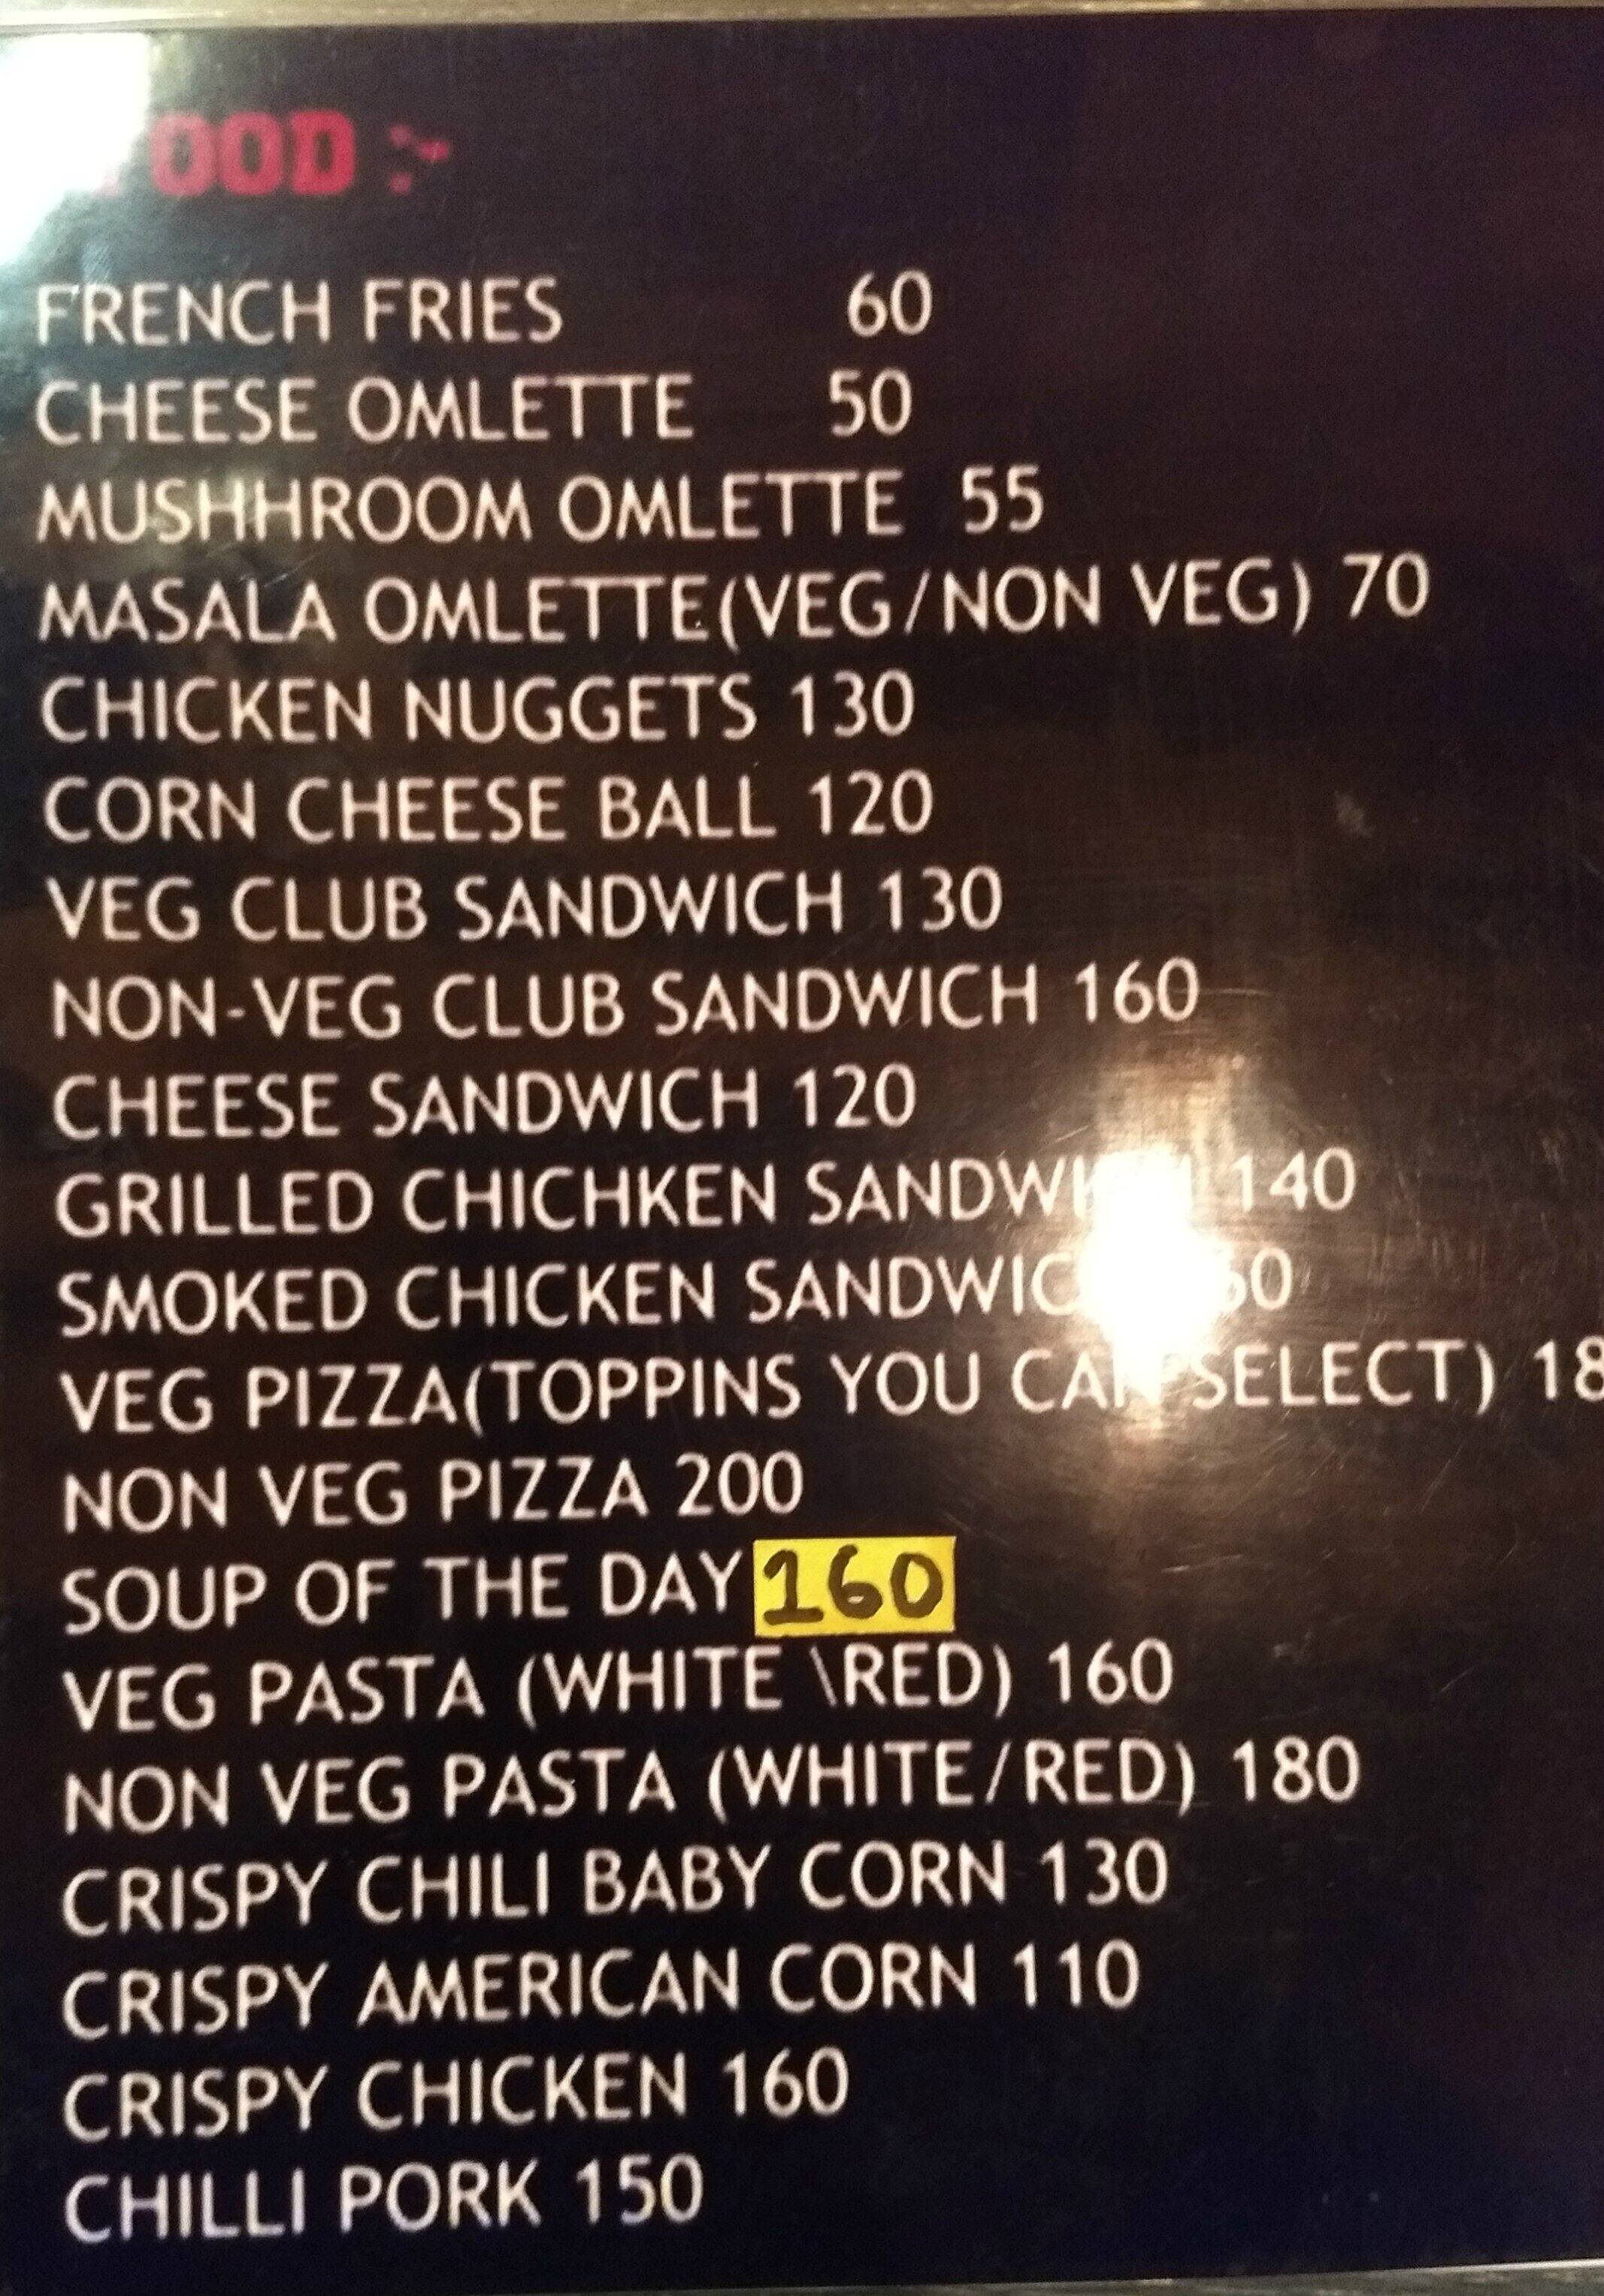 FOOD :-
FRENCH FRIES 60
CHEESE OMLETTE 50
MUSHHROOM OMLETTE 55
MASALA OMLETTE(VEG/NON VEG) 70
CHICKEN NUGGETS 130
CORN CHEESE BALL 120
VEG CLUB SANDWICH 130
NON-VEG CLUB SANDWICH 160
CHEESE SANDWICH 120
GRILLED CHICHKEN SANDWICH 140
SMOKED CHICKEN SANDWICH
VEG PIZZA(TOPPINS YOU CAN SELECT)
NON VEG PIZZA 200
SOUP OF THE DAY 160
VEG PASTA (WHITE \RED) 160
NON VEG PASTA (WHITE/RED) 180
CRISPY CHILI BABY CORN 130
CRISPY AMERICAN CORN 110
CRISPY CHICKEN 160
CHILLI PORK 150